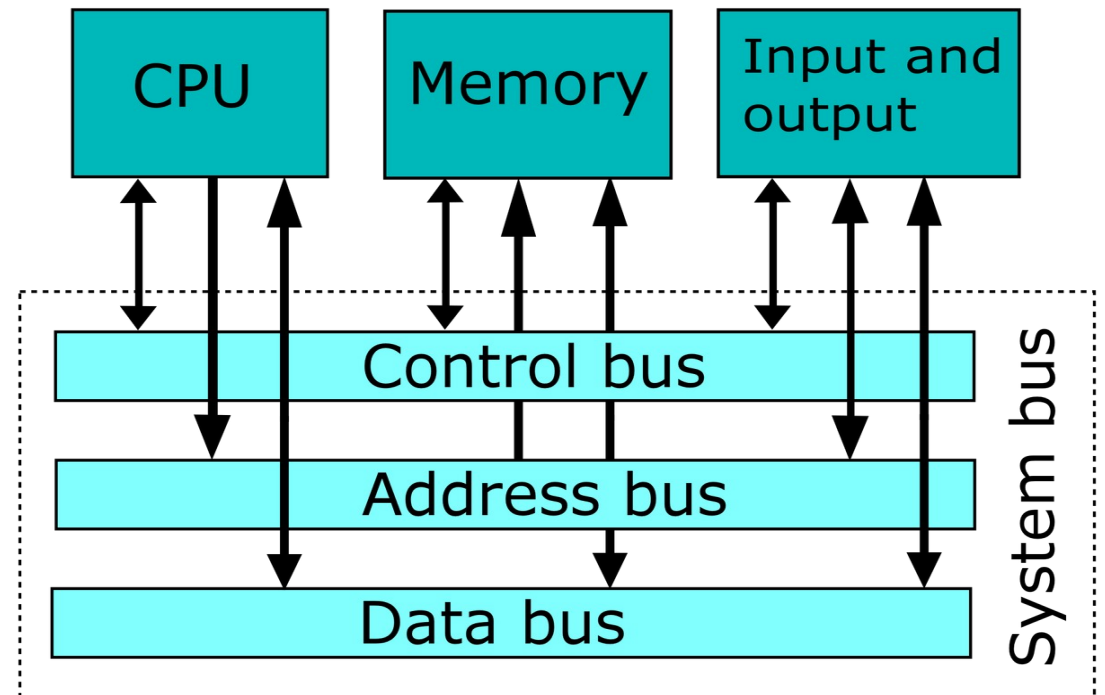 CPU
Memory
Input and
output
Control bus
Address bus
Data bus
System bus